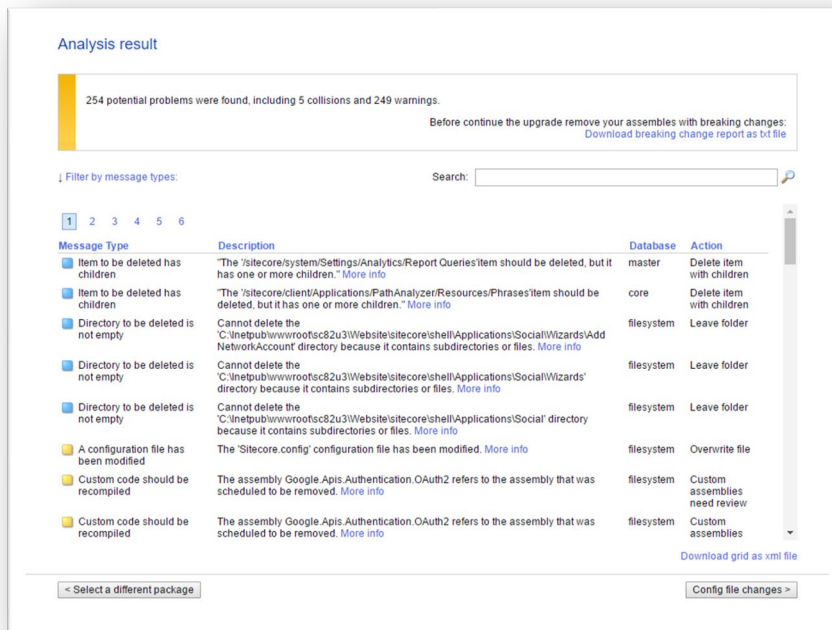 Analysis result
254 potential problems were found, including 5 collisions and 249 warnings.
Before continue the upgrade remove your assembles with breaking changes:
Download breaking change report as txt file
↓ Filter by message types:
Search:
1 2 3 4 5 6
Message Type Description Database Action
Item to be deleted has "The '/sitecore/system/Settings/Analytics/Report Queries'item should be deleted, but it master Delete item
children has one or more children." More info with children
Item to be deleted has "The '/sitecore/client/Applications/PathAnalyzer/Resources/Phrases'item should be core Delete item
children deleted, but it has one or more children." More info with children
Directory to be deleted is Cannot delete the filesystem Leave folder
not empty 'C:\Inetpub\wwwroot\sc82u3\Website\sitecore\shell\Applications\Social\Wizards\Add
NetworkAccount' directory because it contains subdirectories or files. More info
Directory to be deleted is Cannot delete the filesystem Leave folder
not empty 'C:\Inetpub\wwwroot\sc82u3\Website\sitecore\shell\Applications\Social\Wizards'
directory because it contains subdirectories or files. More info
Directory to be deleted is Cannot delete the filesystem Leave folder
not empty 'C:\Inetpub\wwwroot\sc82u3\Website\sitecore\shell\Applications\Social' directory
because it contains subdirectories or files. More info
A configuration file has The 'Sitecore.config' configuration file has been modified. More info filesystem Overwrite file
been modified
Custom code should be The assembly Google.Apis.Authentication.OAuth2 refers to the assembly that was filesystem Custom
recompiled scheduled to be removed. More info assemblies
need review
Custom code should be The assembly Google.Apis.Authentication.OAuth2 refers to the assembly that was filesystem Custom
recompiled scheduled to be removed. More info assemblies
Download grid as xml file
< Select a different package Config file changes >